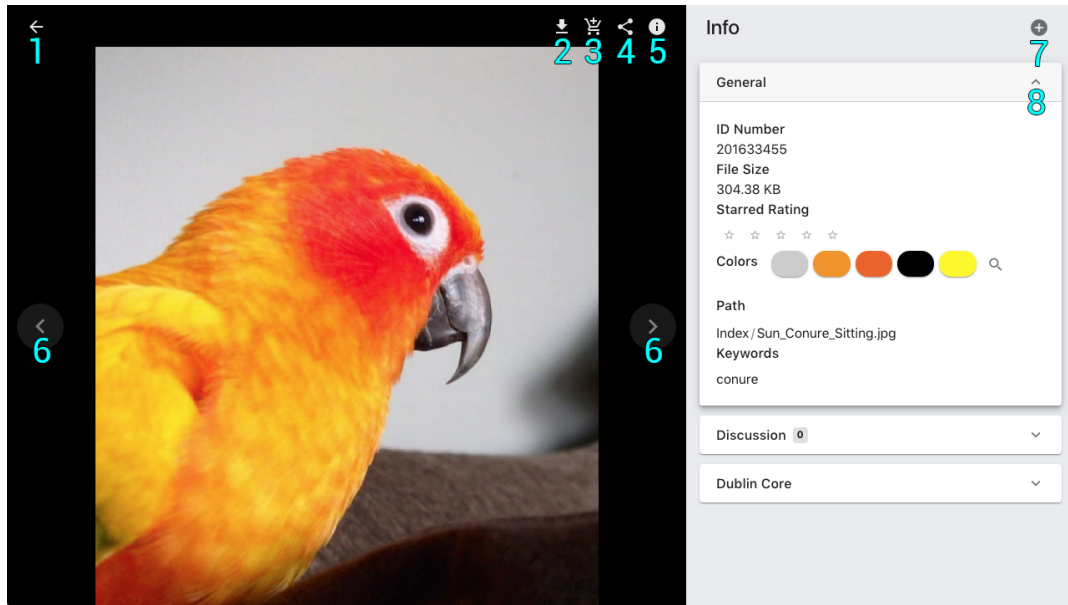 Info
1
2
3
4
5
7
General
8
ID Number
201633455
File Size
304.38 KB
Starred Rating
Colors
Path
6
6
Index/Sun_Conure_Sitting.jpg
Keywords
conure
Discussion 0
Dublin Core